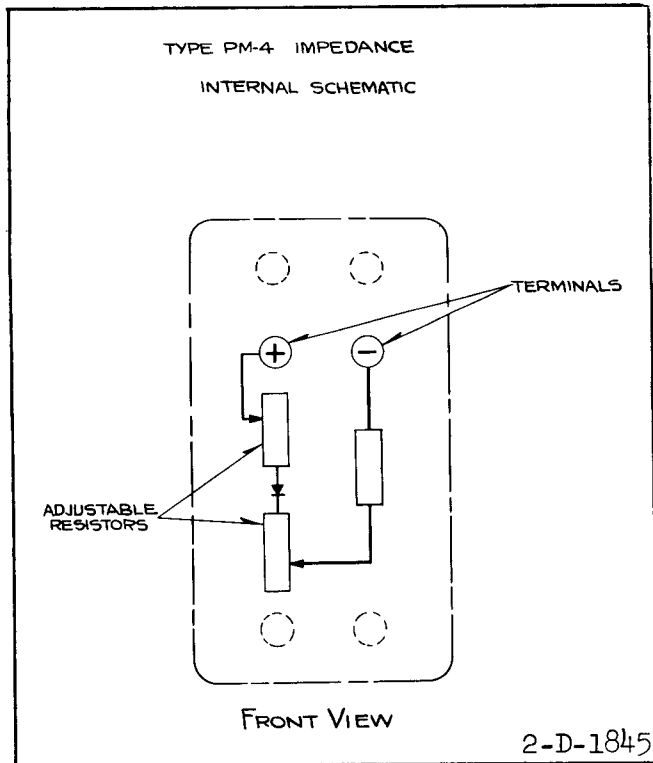 TYPE PM-4 IMPEDANCE
INTERNAL SCHEMATIC
TERMINALS
+ −
ADJUSTABLE
RESISTORS
FRONT VIEW
2-D-1845